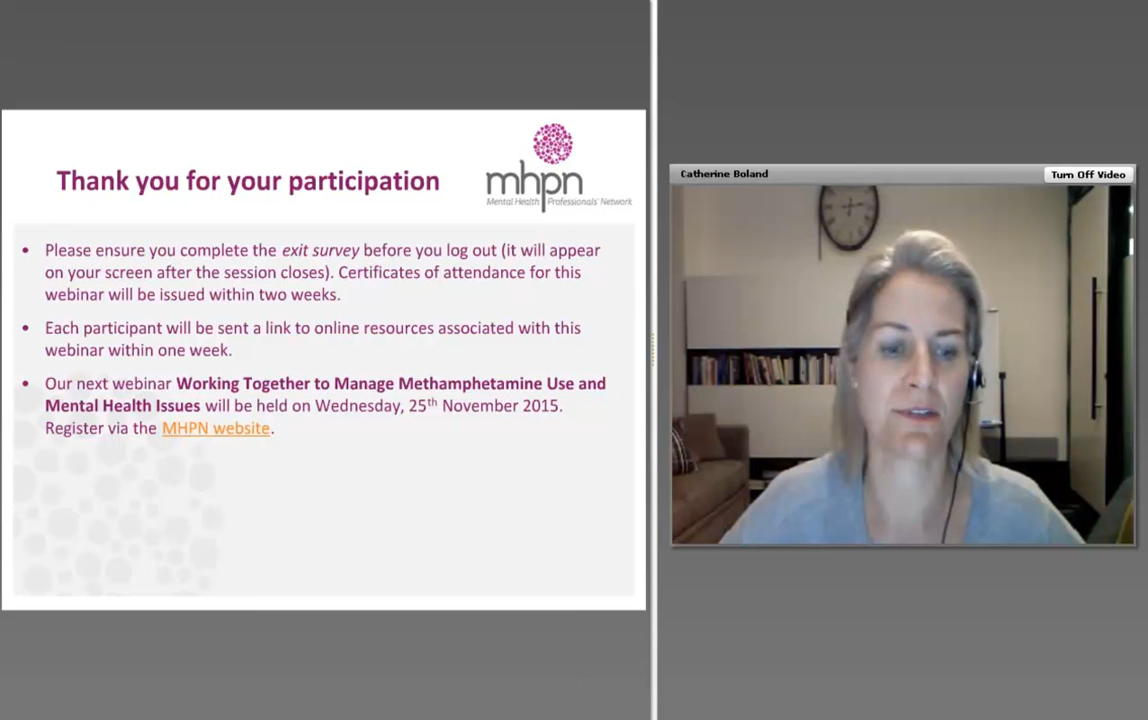 Thank you for your participation
mhpn
Mental Health Professionals' Network
• Please ensure you complete the exit survey before you log out (it will appear
on your screen after the session closes). Certificates of attendance for this
webinar will be issued within two weeks.
• Each participant will be sent a link to online resources associated with this
webinar within one week.
• Our next webinar Working Together to Manage Methamphetamine Use and
Mental Health Issues will be held on Wednesday, 25th November 2015.
Register via the MHPN website.
Catherine Boland
Turn Off Video